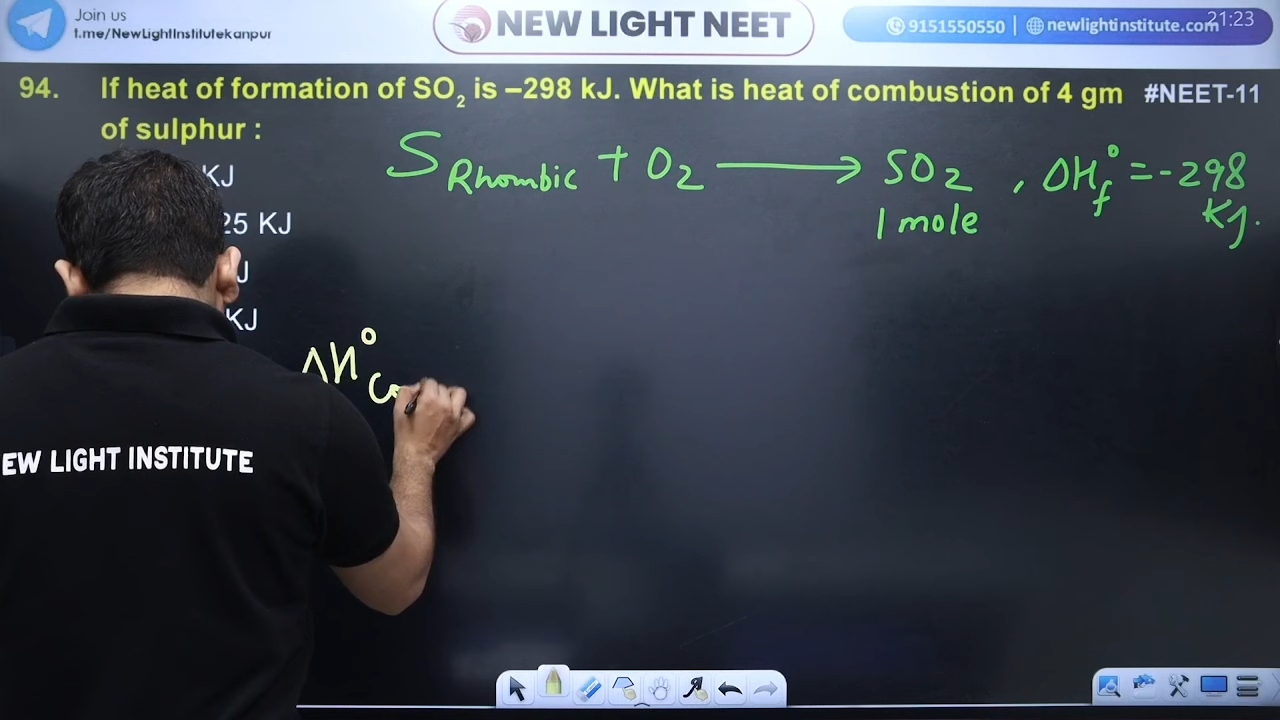 Join us
t.me/NewLightInstitutekanpur
NEW LIGHT NEET
9151550550 | newlightinstitute.com
21:23
94. If heat of formation of SO₂ is –298 kJ. What is heat of combustion of 4 gm #NEET-11
of sulphur :
KJ
25 KJ
J
KJ
S Rhombic + O₂ ⟶ SO₂ , ΔH°f = -298
1 mole KJ.
ΔH° Co
EW LIGHT INSTITUTE